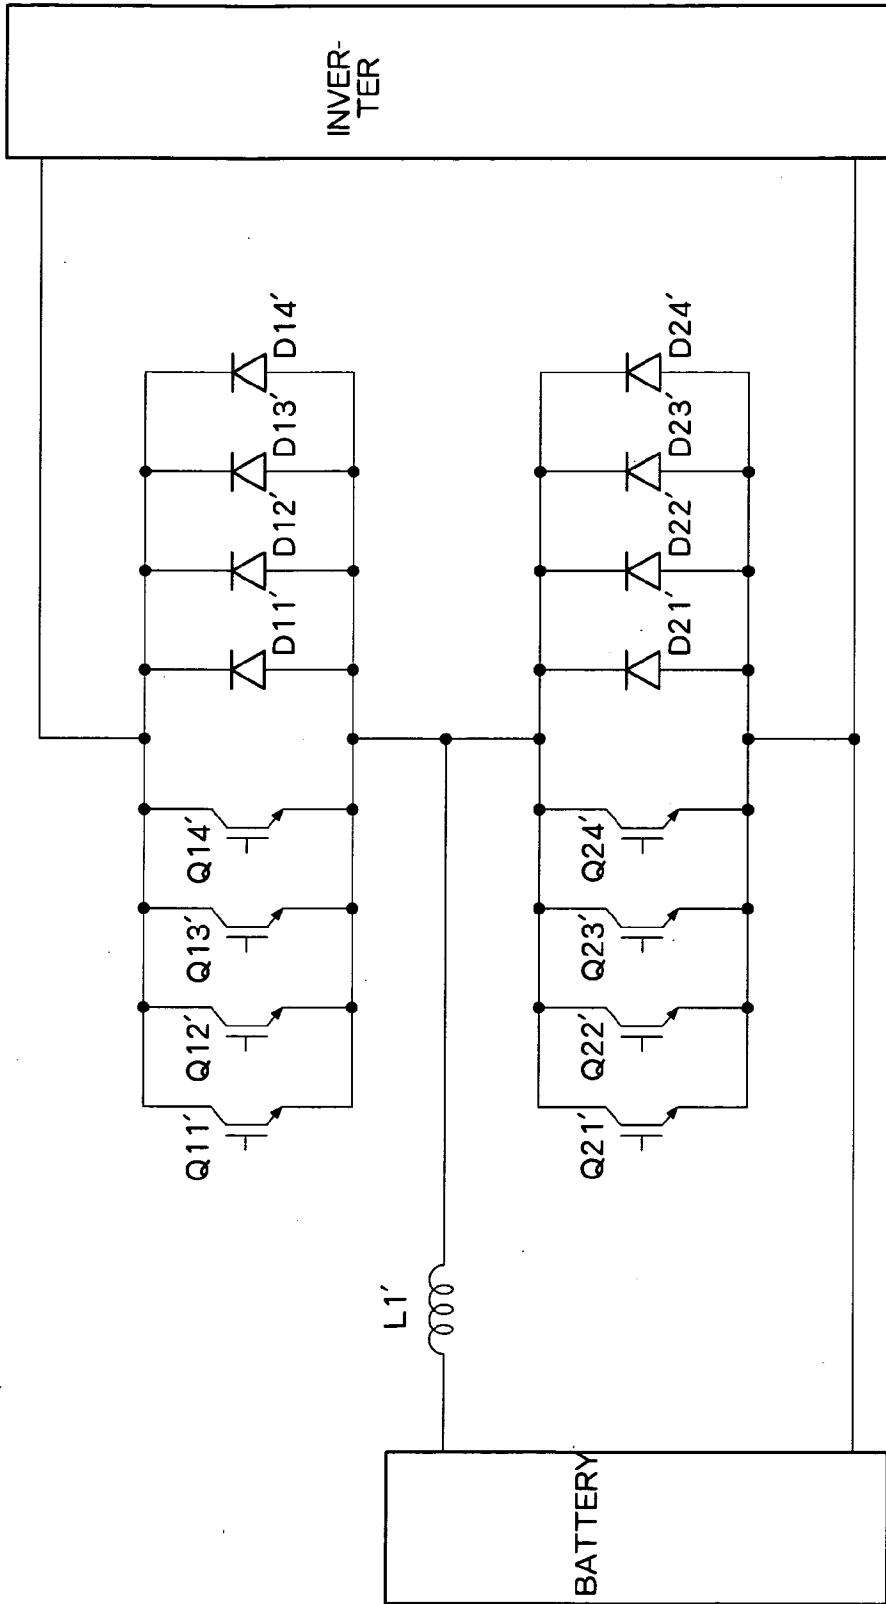 INVER-
TER
D11´
D12´
D13´
D14´
D21´
D22´
D23´
D24´
Q11´
Q12´
Q13´
Q14´
Q21´
Q22´
Q23´
Q24´
L1´
BATTERY